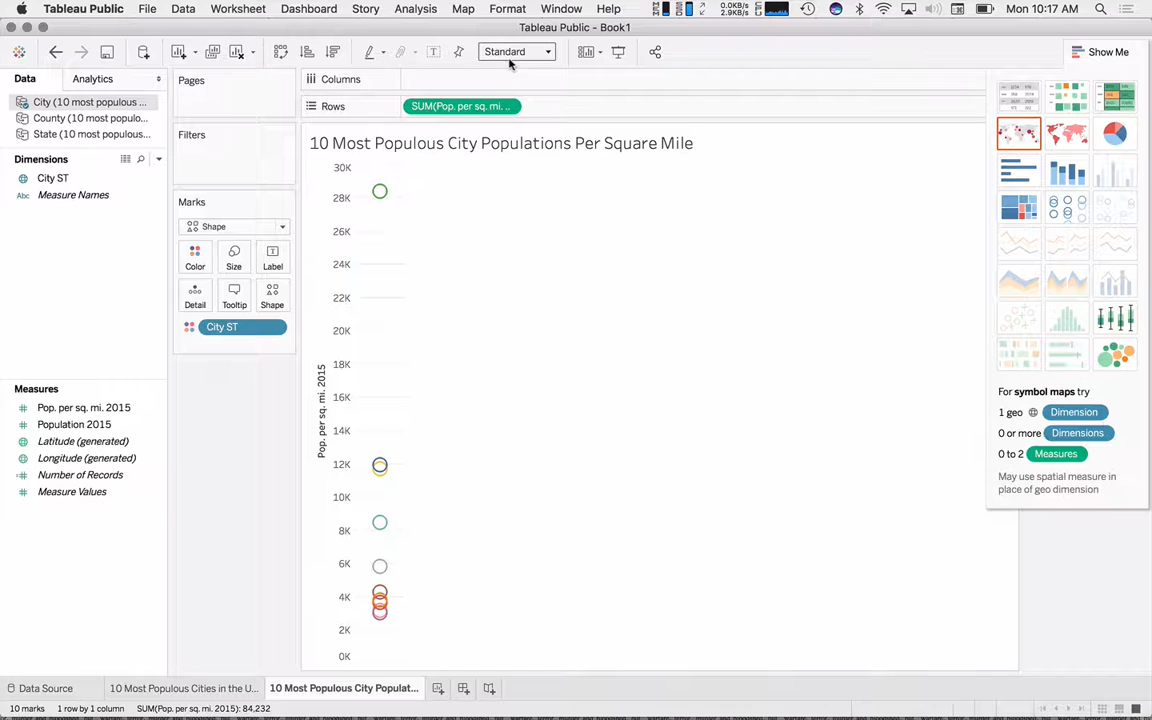 Tableau Public File Data Worksheet Dashboard Story Analysis Map Format Window Help 0.0KB/s 2.9KB/s Mon 10:17 AM
Tableau Public - Book1
Standard
Show Me
Data Analytics
City (10 most populous ...
County (10 most populo...
State (10 most populous...
Dimensions
City ST
Abc Measure Names
Measures
Pop. per sq. mi. 2015
Population 2015
Latitude (generated)
Longitude (generated)
Number of Records
Measure Values
Pages
Filters
Marks
Shape
Color Size Label
Detail Tooltip Shape
City ST
Columns
Rows SUM(Pop. per sq. mi. ..
10 Most Populous City Populations Per Square Mile
30K
28K
26K
24K
22K
20K
18K
16K
14K
12K
10K
8K
6K
4K
2K
0K
Pop. per sq. mi. 2015
For symbol maps try
1 geo Dimension
0 or more Dimensions
0 to 2 Measures
May use spatial measure in
place of geo dimension
Data Source 10 Most Populous Cities in the U... 10 Most Populous City Populat...
10 marks 1 row by 1 column SUM(Pop. per sq. mi. 2015): 84,232